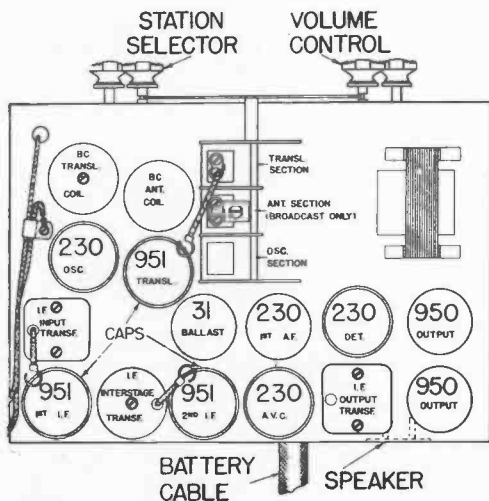 STATION
SELECTOR
VOLUME
CONTROL
BC
TRANSL.
COIL
BC
ANT.
COIL
TRANSL.
SECTION
ANT. SECTION
(BROADCAST ONLY)
OSC.
SECTION
230
OSC.
951
TRANSL.
I.F.
INPUT
TRANSF.
CAPS
31
BALLAST
230
1ST A.F.
230
DET.
950
OUTPUT
951
1ST I.F.
I.F.
INTERSTAGE
TRANSF.
951
2ND I.F.
230
A.V.C.
I.F.
OUTPUT
TRANSF.
950
OUTPUT
BATTERY
CABLE
SPEAKER